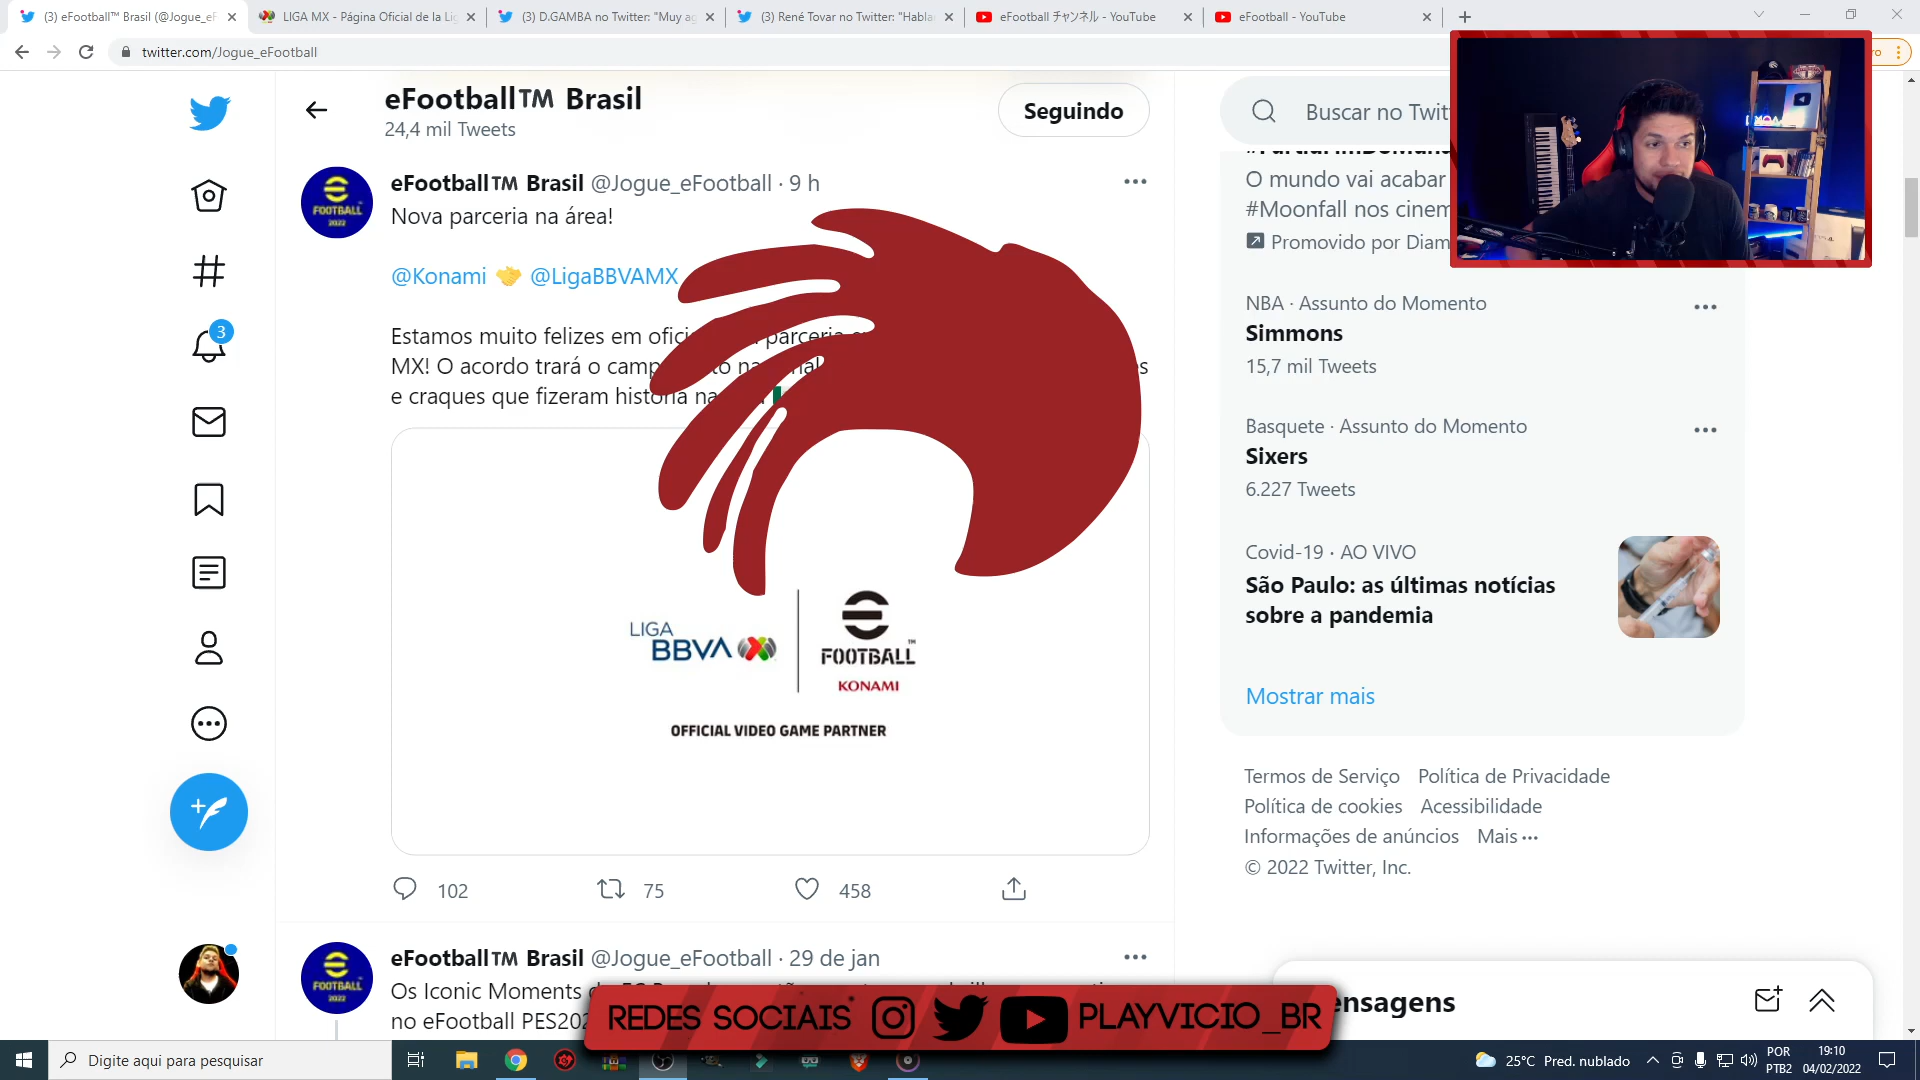 (3) eFootball™ Brasil (@Jogue_eF
LIGA MX - Página Oficial de la Lig
(3) D.GAMBA no Twitter: "Muy ag
(3) René Tovar no Twitter: "Habla
eFootball チャンネル - YouTube
eFootball - YouTube
twitter.com/Jogue_eFootball
eFootball™ Brasil
24,4 mil Tweets
Seguindo
Buscar no Twit
3
eFootball™ Brasil @Jogue_eFootball · 9 h
Nova parceria na área!
@Konami 🤝 @LigaBBVAMX
Estamos muito felizes em ofici parceria
MX! O acordo trará o camp
e craques que fizeram história na
LIGA
BBVA
FOOTBALL™
KONAMI
OFFICIAL VIDEO GAME PARTNER
102
75
458
eFootball™ Brasil @Jogue_eFootball · 29 de jan
Os Iconic Moments
no eFootball PES202
FOOTBALL
2022
FOOTBALL
2022
O mundo vai acabar
#Moonfall nos cinem
Promovido por Diam
NBA · Assunto do Momento
Simmons
15,7 mil Tweets
Basquete · Assunto do Momento
Sixers
6.227 Tweets
Covid-19 · AO VIVO
São Paulo: as últimas notícias
sobre a pandemia
Mostrar mais
Termos de Serviço Política de Privacidade
Política de cookies Acessibilidade
Informações de anúncios Mais ···
© 2022 Twitter, Inc.
ensagens
REDES SOCIAIS PLAYVICIO_BR
Digite aqui para pesquisar
25°C Pred. nublado
POR
PTB2
19:10
04/02/2022